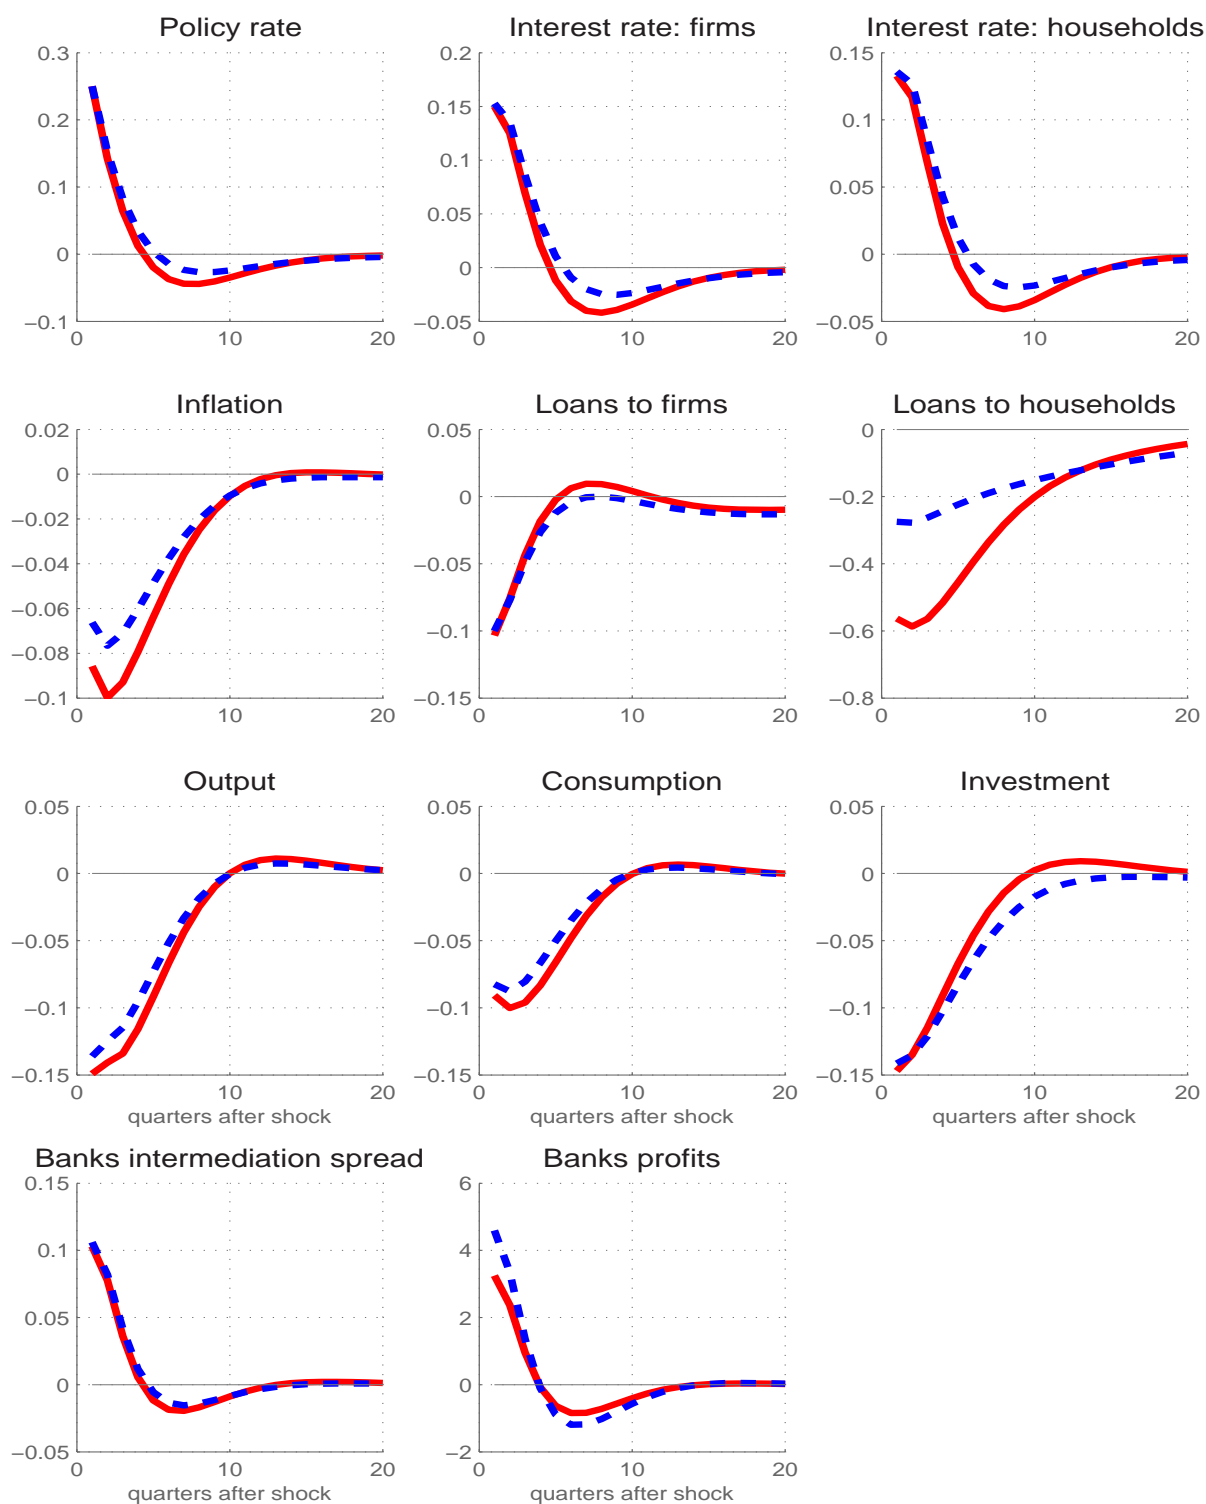 Policy rate
Interest rate: firms
Interest rate: households
0.3
0.2
0.1
0
−0.1
0 10 20
0.2
0.15
0.1
0.05
0
−0.05
0 10 20
0.15
0.1
0.05
0
−0.05
0 10 20
Inflation
Loans to firms
Loans to households
0.02
0
−0.02
−0.04
−0.06
−0.08
−0.1
0 10 20
0.05
0
−0.05
−0.1
−0.15
0 10 20
0
−0.2
−0.4
−0.6
−0.8
0 10 20
Output
Consumption
Investment
0.05
0
−0.05
−0.1
−0.15
0 10 20
quarters after shock
0.05
0
−0.05
−0.1
−0.15
0 10 20
quarters after shock
0.05
0
−0.05
−0.1
−0.15
0 10 20
quarters after shock
Banks intermediation spread
Banks profits
0.15
0.1
0.05
0
−0.05
0 10 20
quarters after shock
6
4
2
0
−2
0 10 20
quarters after shock